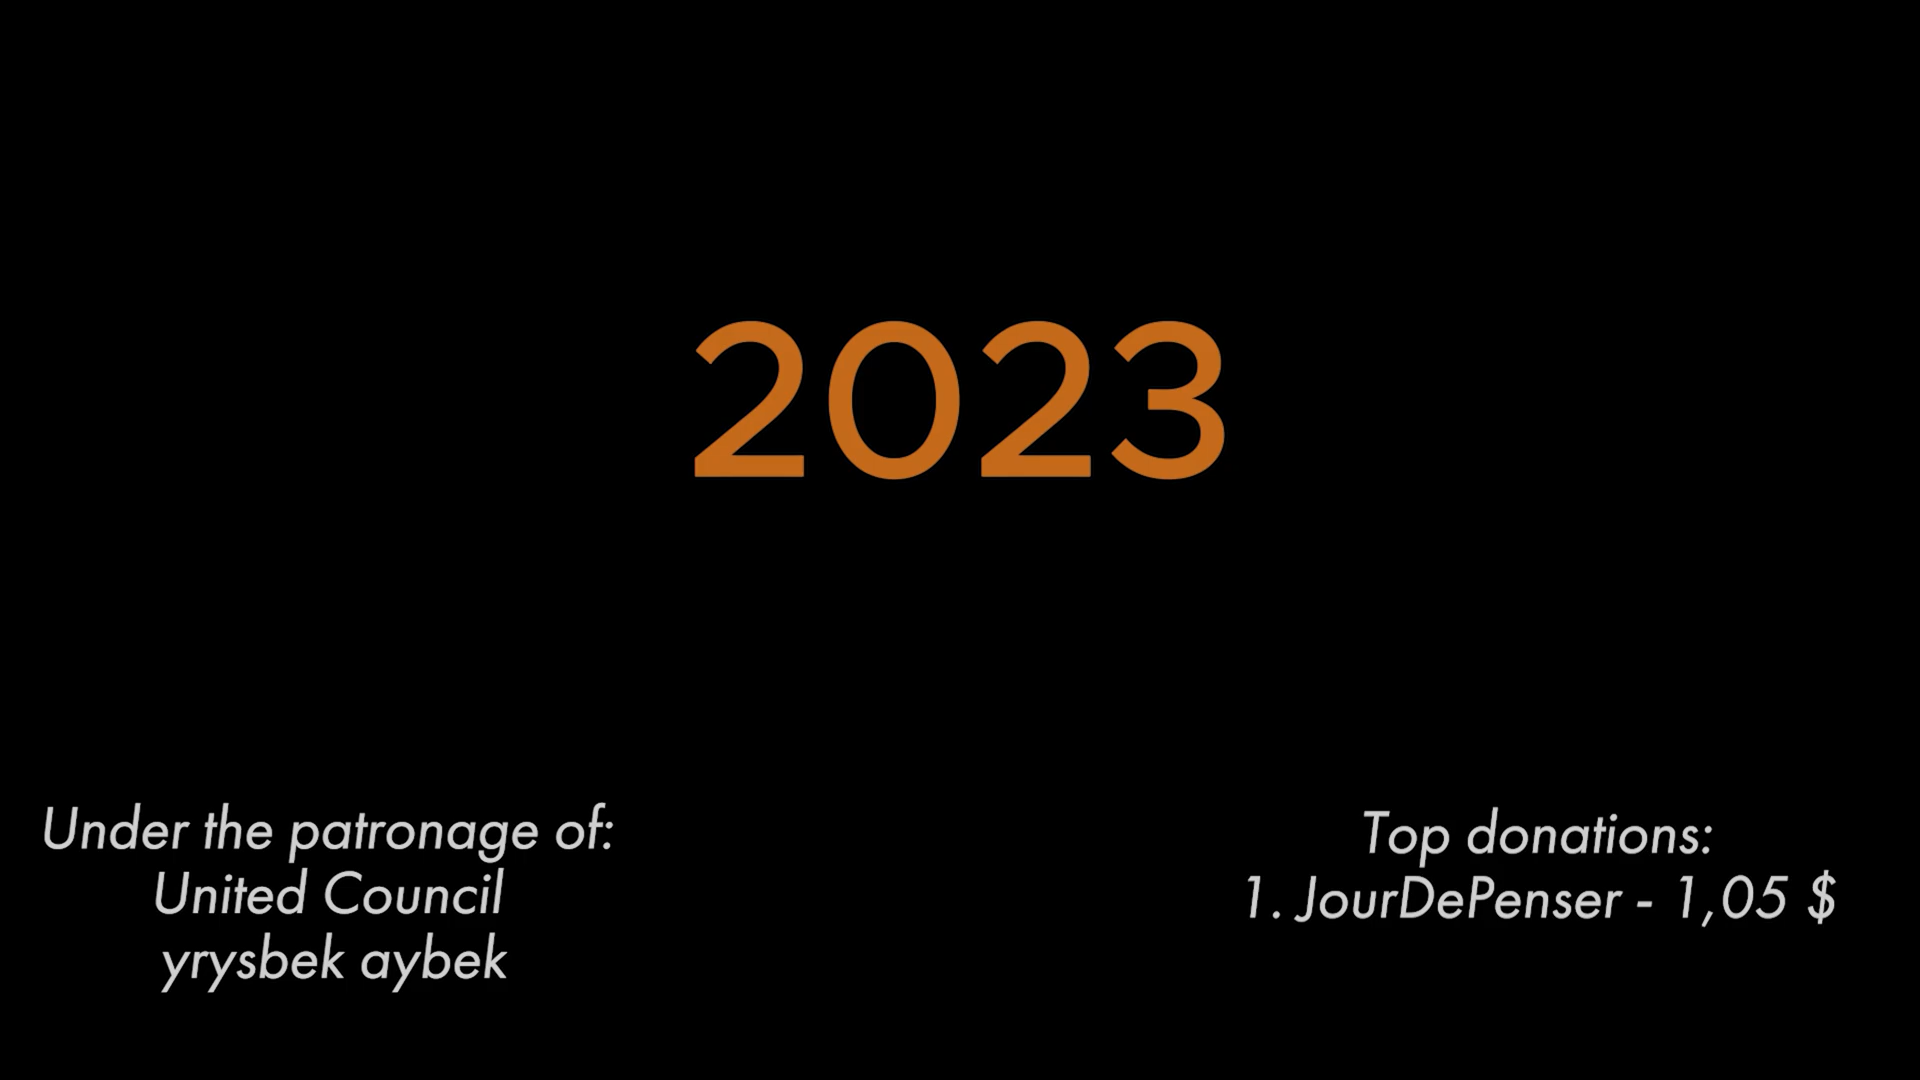 2023
Under the patronage of:
United Council
yrysbek aybek
Top donations:
1. JourDePenser - 1,05 $